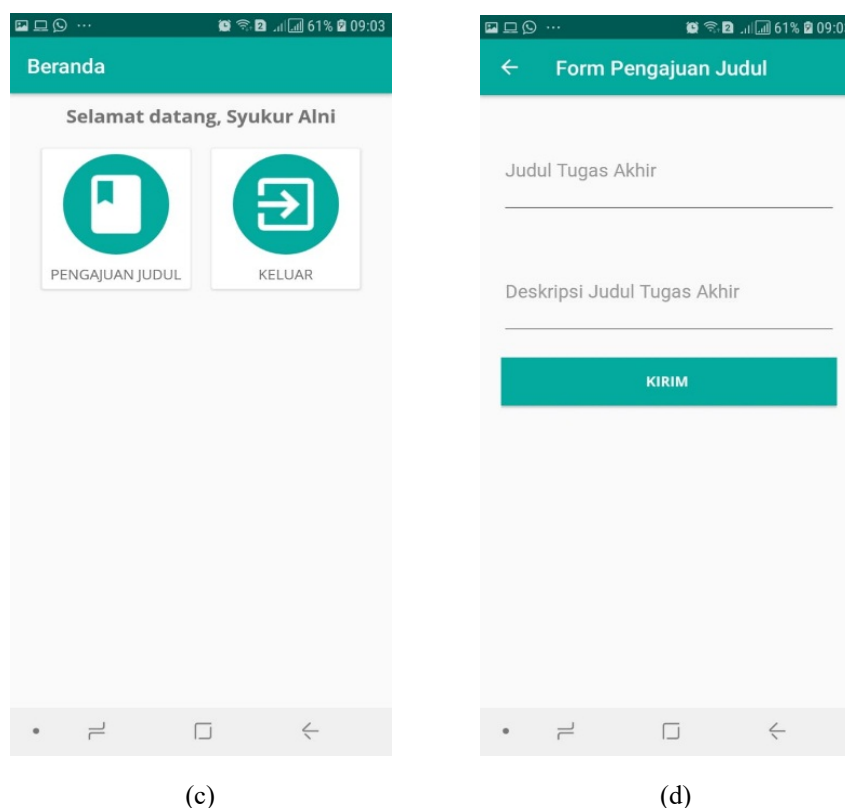 61% 09:03
Beranda
Selamat datang, Syukur Alni
PENGAJUAN JUDUL
KELUAR
(c)
2 61% 09:0
Form Pengajuan Judul
Judul Tugas Akhir
Deskripsi Judul Tugas Akhir
KIRIM
(d)